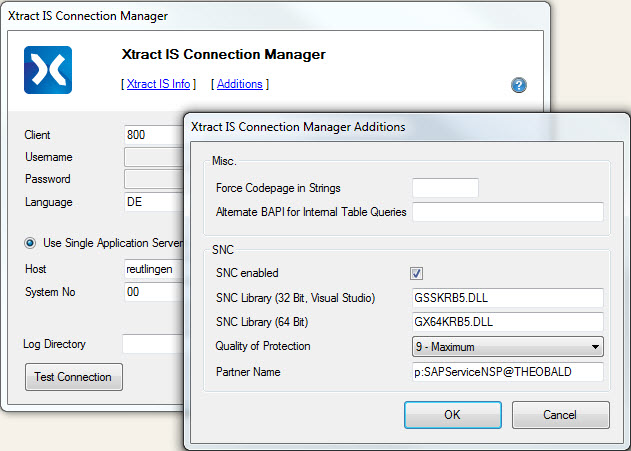 Xtract IS Connection Manager
Xtract IS Connection Manager
[ Xtract IS Info ] [ Additions ]
?
Client 800
Username
Password
Language DE
Use Single Application Server
Host reutlingen
System No 00
Log Directory
Test Connection
Xtract IS Connection Manager Additions
Misc.
Force Codepage in Strings
Alternate BAPI for Internal Table Queries
SNC
SNC enabled
SNC Library (32 Bit, Visual Studio) GSSKRB5.DLL
SNC Library (64 Bit) GX64KRB5.DLL
Quality of Protection 9 - Maximum
Partner Name p:SAPServiceNSP@THEOBALD
OK Cancel